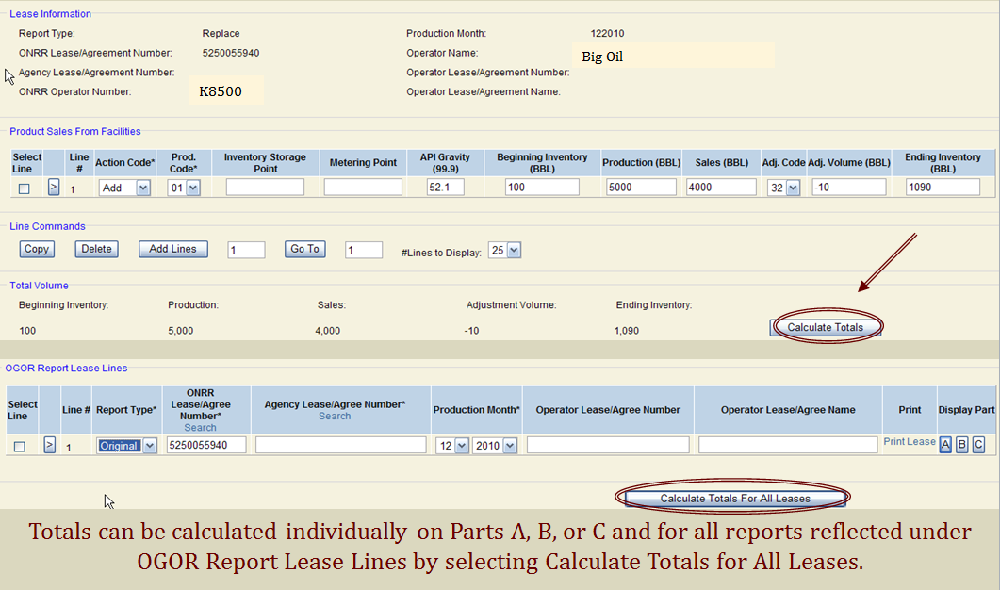 Lease Information
Report Type: Replace Production Month: 122010
ONRR Lease/Agreement Number: 5250055940 Operator Name: Big Oil
Agency Lease/Agreement Number: Operator Lease/Agreement Number:
ONRR Operator Number: K8500 Operator Lease/Agreement Name:
Product Sales From Facilities
Select Line Line # Action Code* Prod. Code* Inventory Storage Point Metering Point API Gravity (99.9) Beginning Inventory (BBL) Production (BBL) Sales (BBL) Adj. Code Adj. Volume (BBL) Ending Inventory (BBL)
> 1 Add 01 52.1 100 5000 4000 32 -10 1090
Line Commands
Copy Delete Add Lines 1 Go To 1 #Lines to Display: 25
Total Volume
Beginning Inventory: Production: Sales: Adjustment Volume: Ending Inventory:
100 5,000 4,000 -10 1,090 Calculate Totals
OGOR Report Lease Lines
Select Line Line # Report Type* ONRR Lease/Agree Number* Search Agency Lease/Agree Number* Search Production Month* Operator Lease/Agree Number Operator Lease/Agree Name Print Display Part
> 1 Original 5250055940 12 2010 Print Lease A B C
Calculate Totals For All Leases
Totals can be calculated individually on Parts A, B, or C and for all reports reflected under
OGOR Report Lease Lines by selecting Calculate Totals for All Leases.